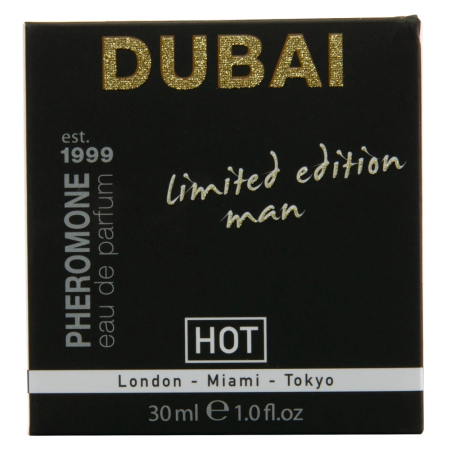 DUBAI
est.
1999
PHEROMONE
eau de parfum
limited edition
man
HOT
London - Miami - Tokyo
30 ml ℮ 1.0 fl.oz